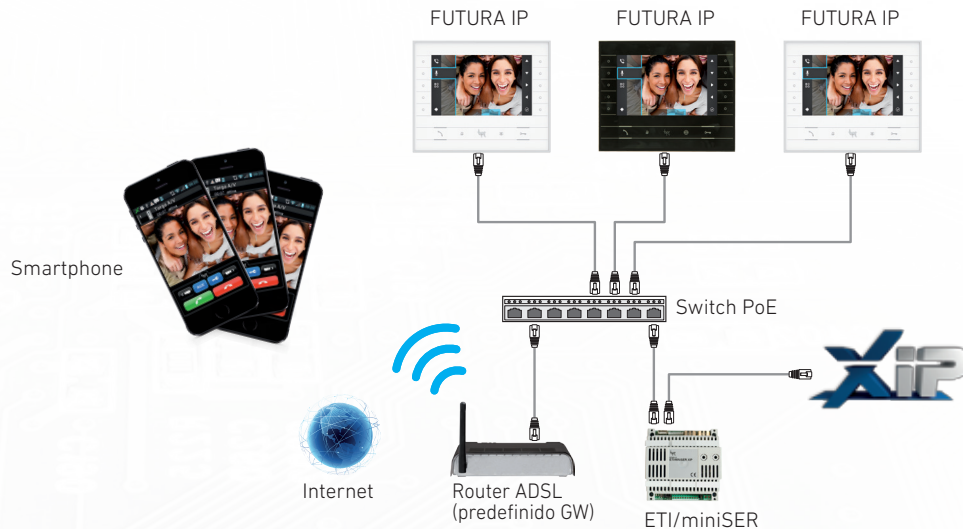 FUTURA IP
FUTURA IP
FUTURA IP
Smartphone
Switch PoE
XiP
Internet
Router ADSL
(predefinido GW)
ETI/miniSER